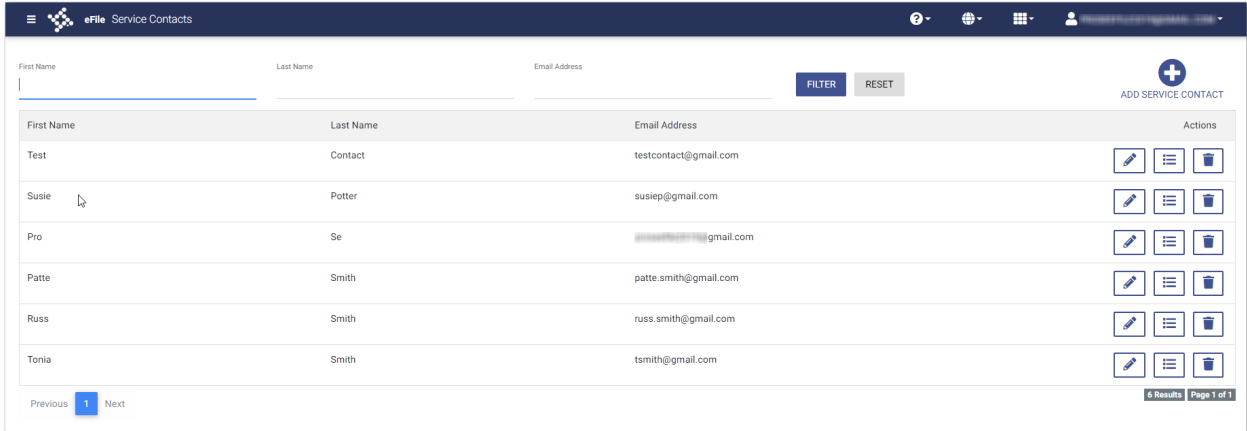 eFile Service Contacts
First Name Last Name Email Address
FILTER RESET
ADD SERVICE CONTACT
First Name Last Name Email Address Actions
Test Contact testcontact@gmail.com
Susie Potter susiep@gmail.com
Pro Se gmail.com
Patte Smith patte.smith@gmail.com
Russ Smith russ.smith@gmail.com
Tonia Smith tsmith@gmail.com
6 Results Page 1 of 1
Previous 1 Next